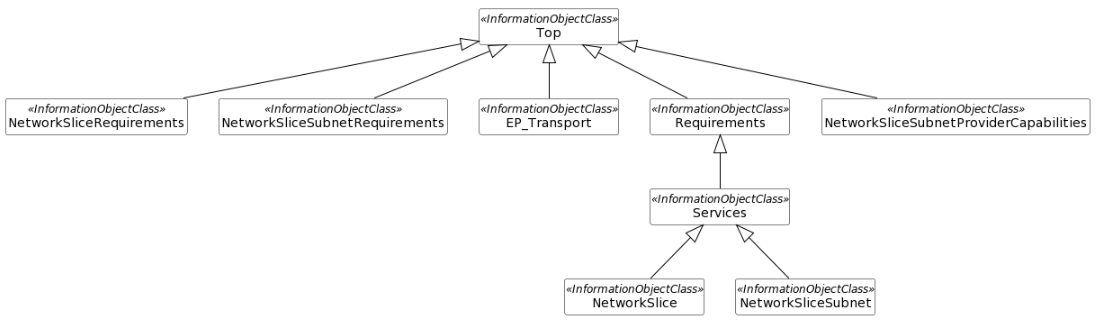 «InformationObjectClass»
Top
«InformationObjectClass»
NetworkSliceRequirements
«InformationObjectClass»
NetworkSliceSubnetRequirements
«InformationObjectClass»
EP_Transport
«InformationObjectClass»
Requirements
«InformationObjectClass»
NetworkSliceSubnetProviderCapabilities
«InformationObjectClass»
Services
«InformationObjectClass»
NetworkSlice
«InformationObjectClass»
NetworkSliceSubnet